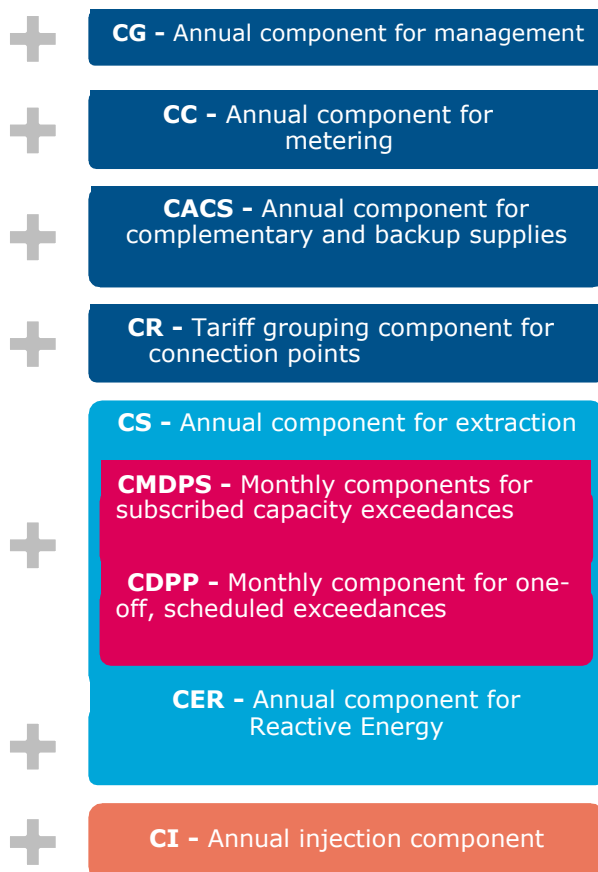 CG - Annual component for management
CC - Annual component for
metering
CACS - Annual component for
complementary and backup supplies
CR - Tariff grouping component for
connection points
CS - Annual component for extraction
CMDPS - Monthly components for
subscribed capacity exceedances
CDPP - Monthly component for one-
off, scheduled exceedances
CER - Annual component for
Reactive Energy
CI - Annual injection component